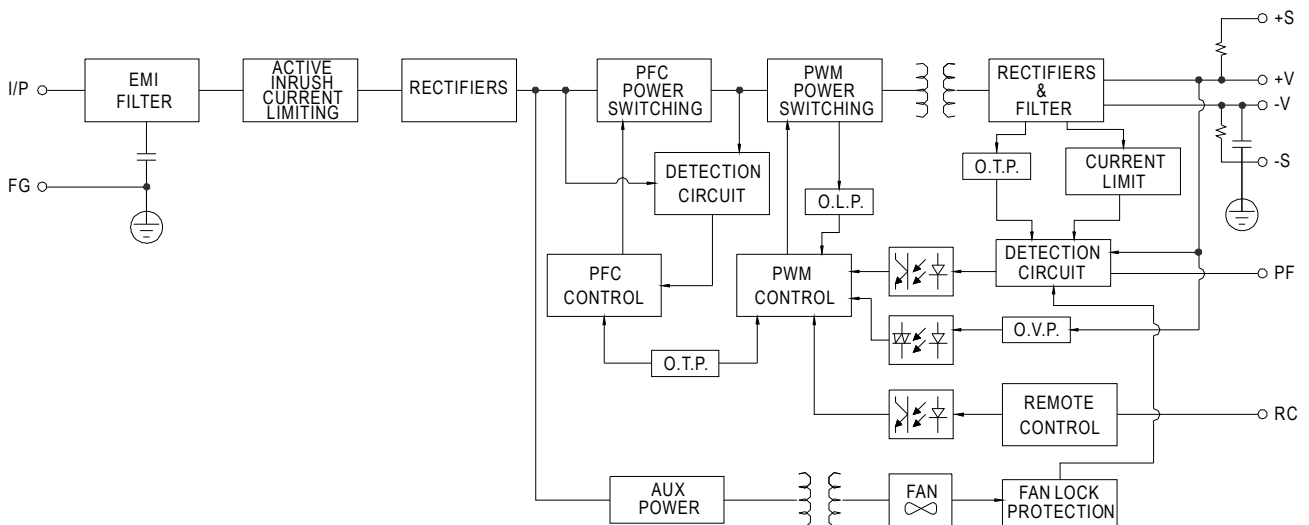 +S
I/P
EMI
FILTER
ACTIVE
INRUSH
CURRENT
LIMITING
RECTIFIERS
PFC
POWER
SWITCHING
PWM
POWER
SWITCHING
RECTIFIERS
&
FILTER
+V
-V
FG
DETECTION
CIRCUIT
O.L.P.
O.T.P.
CURRENT
LIMIT
-S
PFC
CONTROL
PWM
CONTROL
DETECTION
CIRCUIT
PF
O.T.P.
O.V.P.
REMOTE
CONTROL
RC
AUX
POWER
FAN
FAN LOCK
PROTECTION